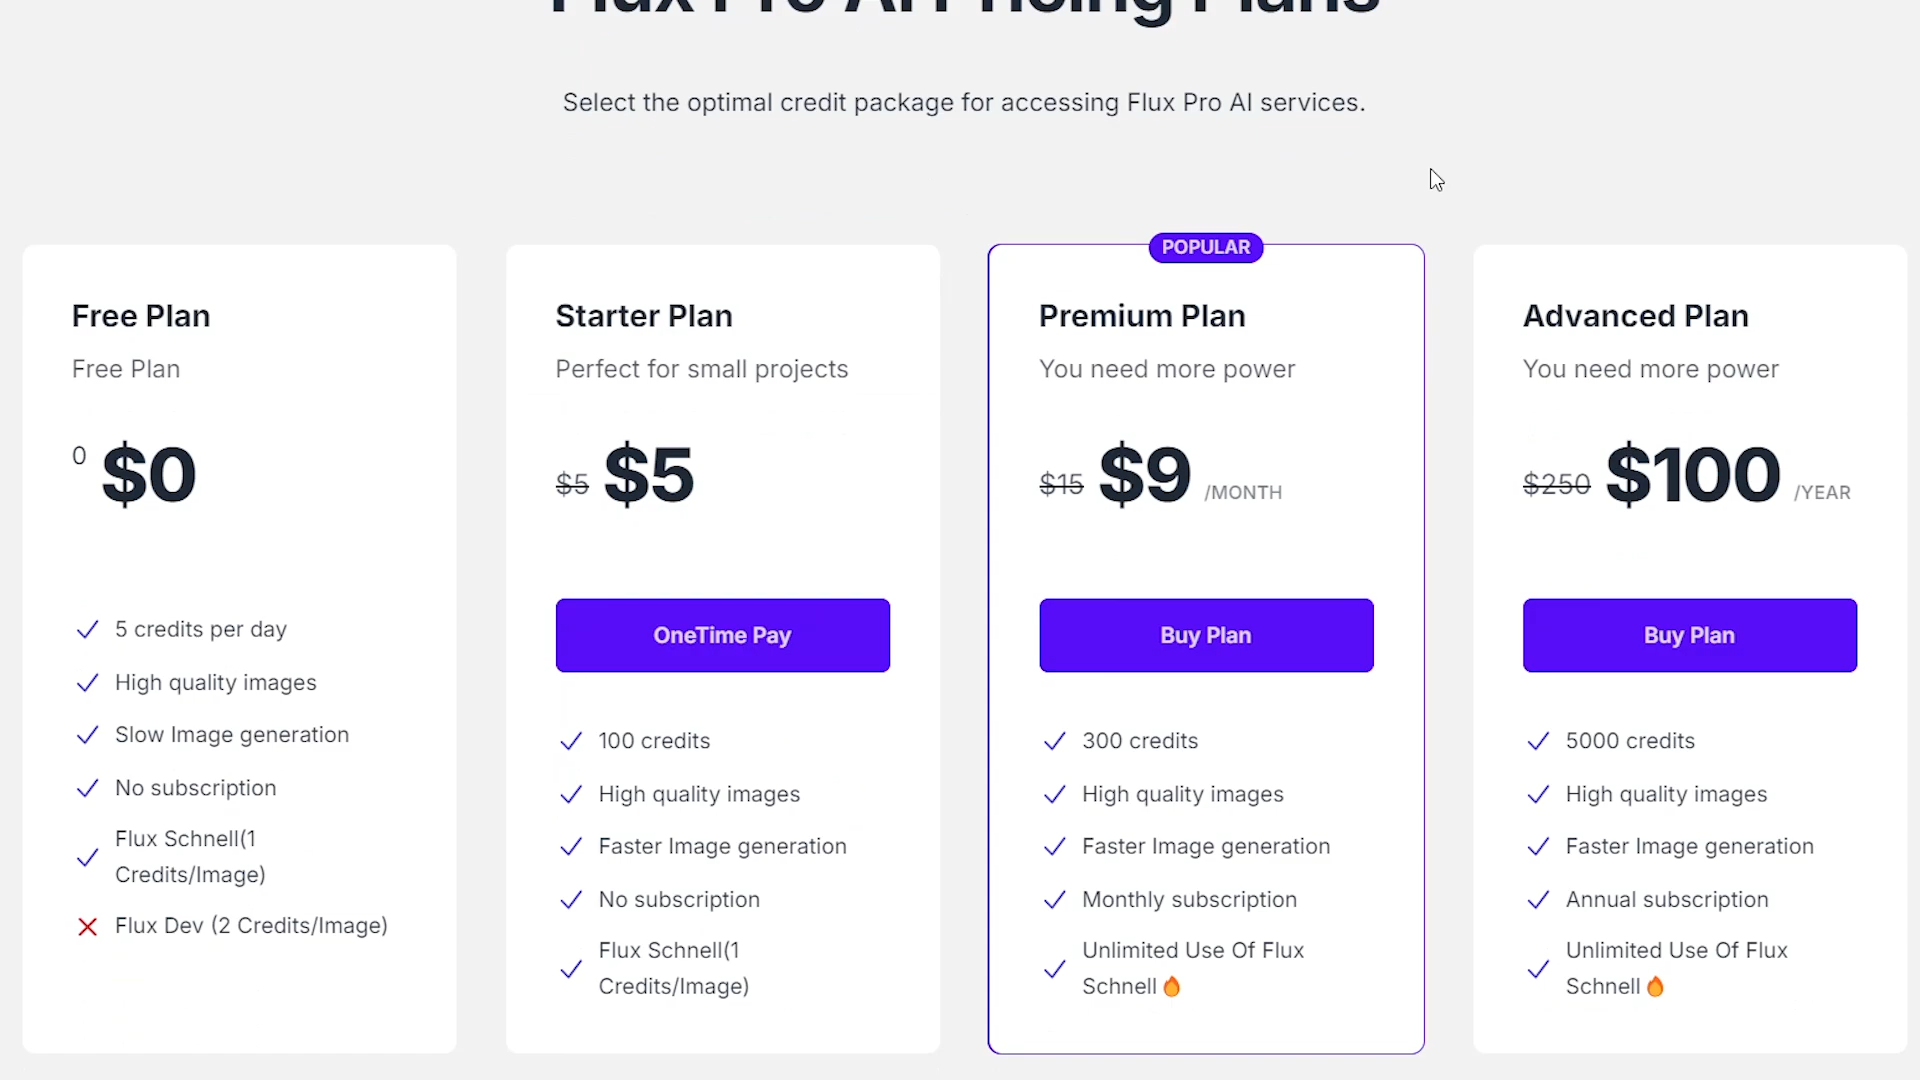 Flux Pro AI Pricing Plans
Select the optimal credit package for accessing Flux Pro AI services.
Free Plan
Free Plan
0 $0
5 credits per day
High quality images
Slow Image generation
No subscription
Flux Schnell(1
Credits/Image)
Flux Dev (2 Credits/Image)
Starter Plan
Perfect for small projects
$5 $5
OneTime Pay
100 credits
High quality images
Faster Image generation
No subscription
Flux Schnell(1
Credits/Image)
POPULAR
Premium Plan
You need more power
$15 $9 /MONTH
Buy Plan
300 credits
High quality images
Faster Image generation
Monthly subscription
Unlimited Use Of Flux
Schnell🔥
Advanced Plan
You need more power
$250 $100 /YEAR
Buy Plan
5000 credits
High quality images
Faster Image generation
Annual subscription
Unlimited Use Of Flux
Schnell🔥